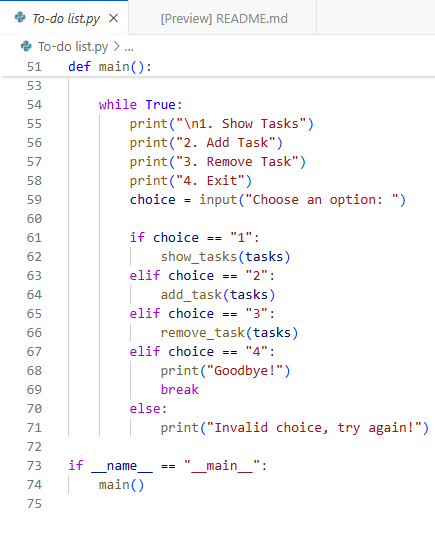 To-do list.py
[Preview] README.md
To-do list.py > ...
51 def main():
53
54 while True:
55 print("\n1. Show Tasks")
56 print("2. Add Task")
57 print("3. Remove Task")
58 print("4. Exit")
59 choice = input("Choose an option: ")
60
61 if choice == "1":
62 show_tasks(tasks)
63 elif choice == "2":
64 add_task(tasks)
65 elif choice == "3":
66 remove_task(tasks)
67 elif choice == "4":
68 print("Goodbye!")
69 break
70 else:
71 print("Invalid choice, try again!")
72
73 if __name__ == "__main__":
74 main()
75